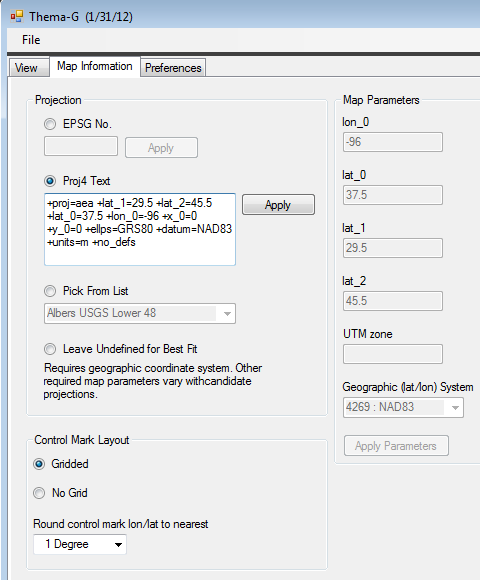 Thema-G (1/31/12)
File
View
Map Information
Preferences
Projection
EPSG No.
Apply
Proj4 Text
+proj=aea +lat_1=29.5 +lat_2=45.5
+lat_0=37.5 +lon_0=-96 +x_0=0
+y_0=0 +ellps=GRS80 +datum=NAD83
+units=m +no_defs
Apply
Pick From List
Albers USGS Lower 48
Leave Undefined for Best Fit
Requires geographic coordinate system. Other
required map parameters vary withcandidate
projections.
Control Mark Layout
Gridded
No Grid
Round control mark lon/lat to nearest
1 Degree
Map Parameters
lon_0
-96
lat_0
37.5
lat_1
29.5
lat_2
45.5
UTM zone
Geographic (lat/lon) System
4269 : NAD83
Apply Parameters